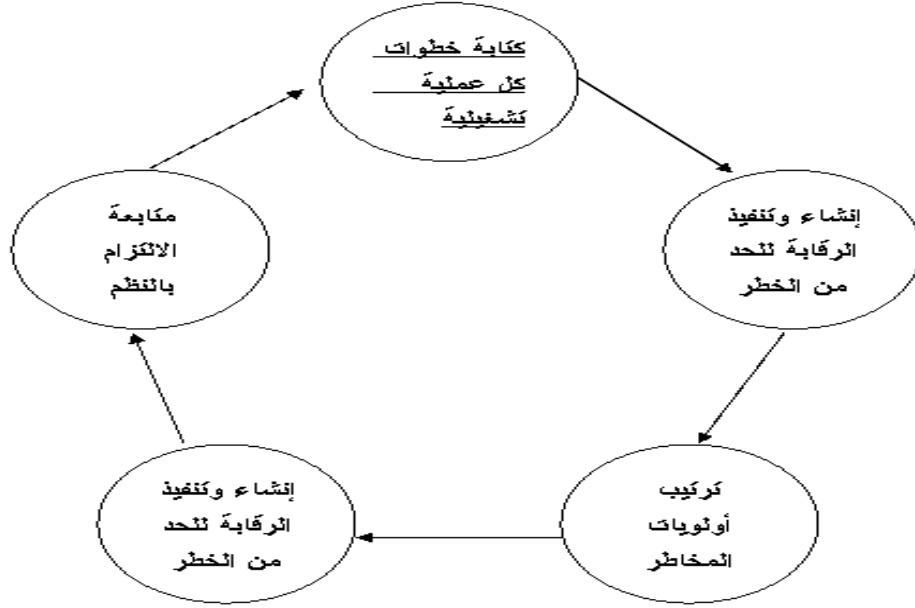 كتابة خطوات
كل عملية
تشغيلية
إنشاء وتنفيذ
الرقابة للحد
من الخطر
ترتيب
أولويات
المخاطر
إنشاء وتنفيذ
الرقابة للحد
من الخطر
متابعة
الالتزام
بالنظم